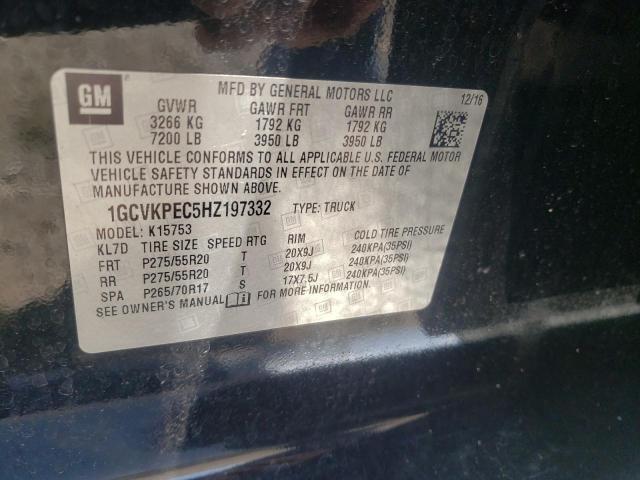 GM
MFD BY GENERAL MOTORS LLC 12/16
GVWR GAWR FRT GAWR RR
3266 KG 1792 KG 1792 KG
7200 LB 3950 LB 3950 LB
THIS VEHICLE CONFORMS TO ALL APPLICABLE U.S. FEDERAL MOTOR
VEHICLE SAFETY STANDARDS IN EFFECT ON THE DATE OF
MANUFACTURE SHOWN ABOVE.
1GCVKPEC5HZ197332 TYPE: TRUCK
MODEL: K15753
KL7D TIRE SIZE SPEED RTG RIM COLD TIRE PRESSURE
FRT P275/55R20 T 20X9J 240KPA(35PSI)
RR P275/55R20 T 20X9J 240KPA(35PSI)
SPA P265/70R17 S 17X7.5J 240KPA(35PSI)
SEE OWNER'S MANUAL FOR MORE INFORMATION.